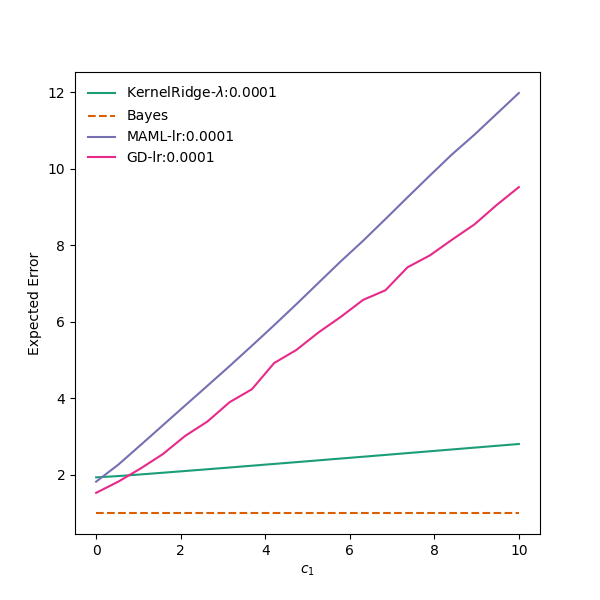 12
10
8
6
4
2
Expected Error
KernelRidge-λ:0.0001
Bayes
MAML-lr:0.0001
GD-lr:0.0001
0 2 4 6 8 10
c₁